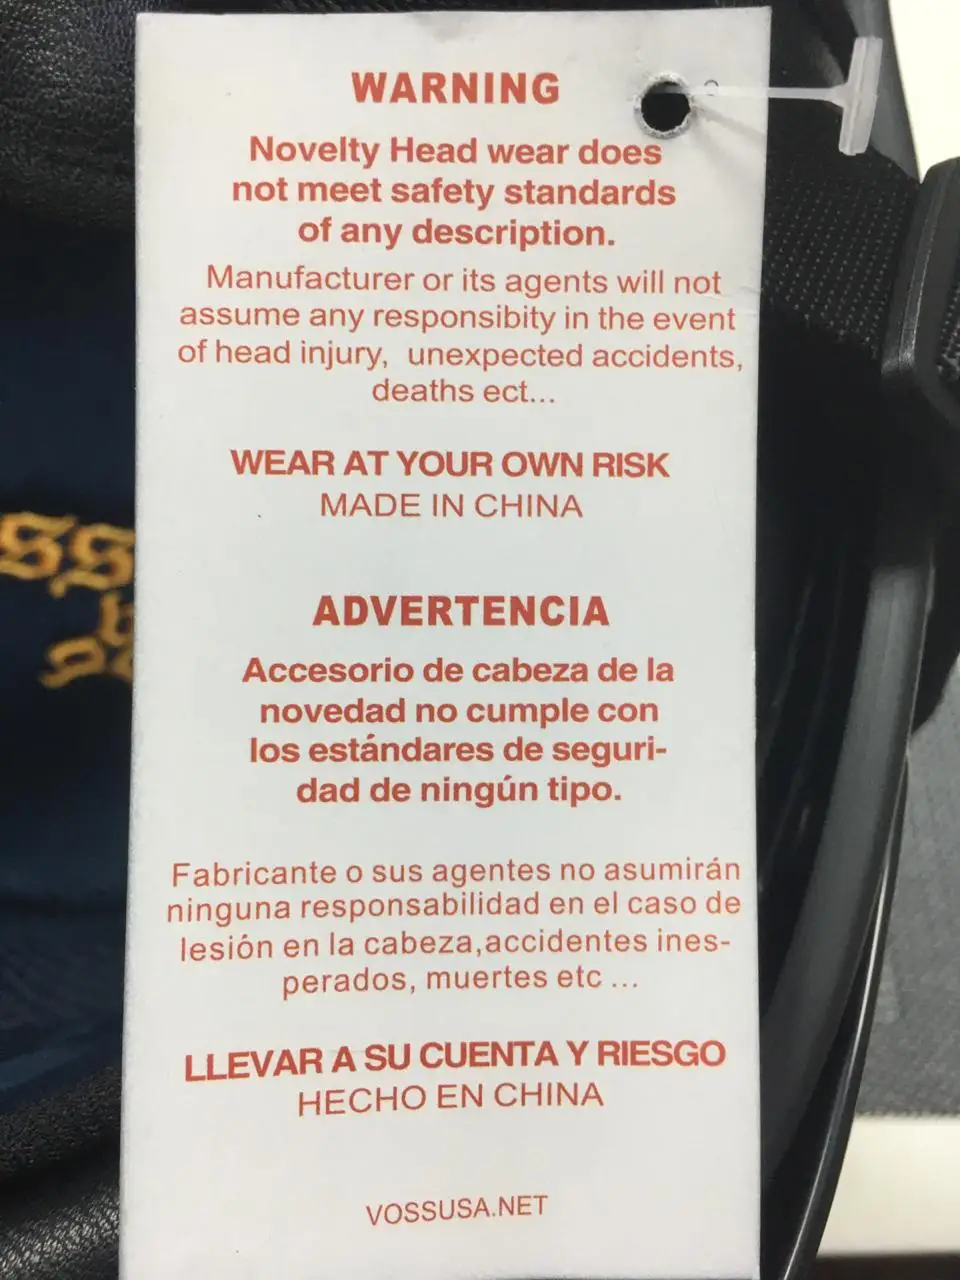 WARNING
Novelty Head wear does
not meet safety standards
of any description.
Manufacturer or its agents will not
assume any responsibity in the event
of head injury, unexpected accidents,
deaths ect...
WEAR AT YOUR OWN RISK
MADE IN CHINA
ADVERTENCIA
Accesorio de cabeza de la
novedad no cumple con
los estándares de seguri-
dad de ningún tipo.
Fabricante o sus agentes no asumirán
ninguna responsabilidad en el caso de
lesión en la cabeza,accidentes ines-
perados, muertes etc ...
LLEVAR A SU CUENTA Y RIESGO
HECHO EN CHINA
VOSSUSA.NET